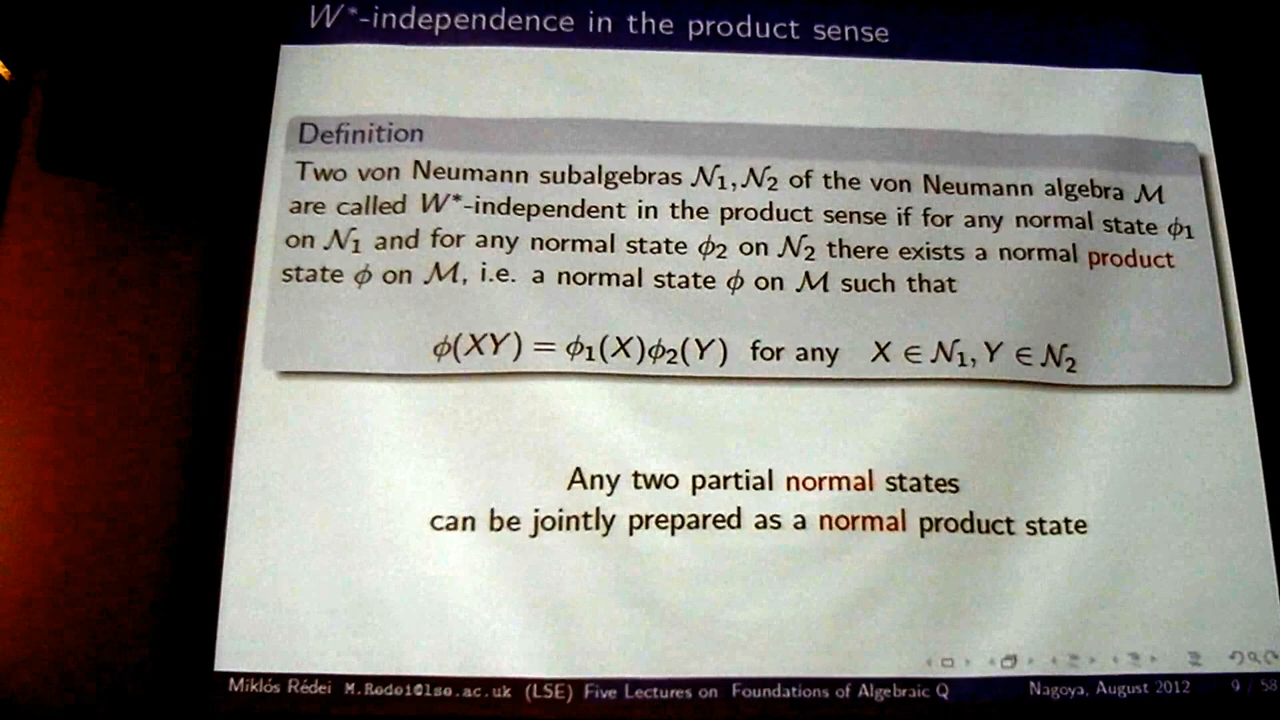 W*-independence in the product sense
Definition
Two von Neumann subalgebras 𝒩₁, 𝒩₂ of the von Neumann algebra ℳ
are called W*-independent in the product sense if for any normal state ϕ₁
on 𝒩₁ and for any normal state ϕ₂ on 𝒩₂ there exists a normal product
state ϕ on ℳ, i.e. a normal state ϕ on ℳ such that
ϕ(XY) = ϕ₁(X)ϕ₂(Y) for any X ∈ 𝒩₁, Y ∈ 𝒩₂
Any two partial normal states
can be jointly prepared as a normal product state
Miklós Rédei M.Redei@lse.ac.uk (LSE) Five Lectures on Foundations of Algebraic Q Nagoya, August 2012 9 / 58